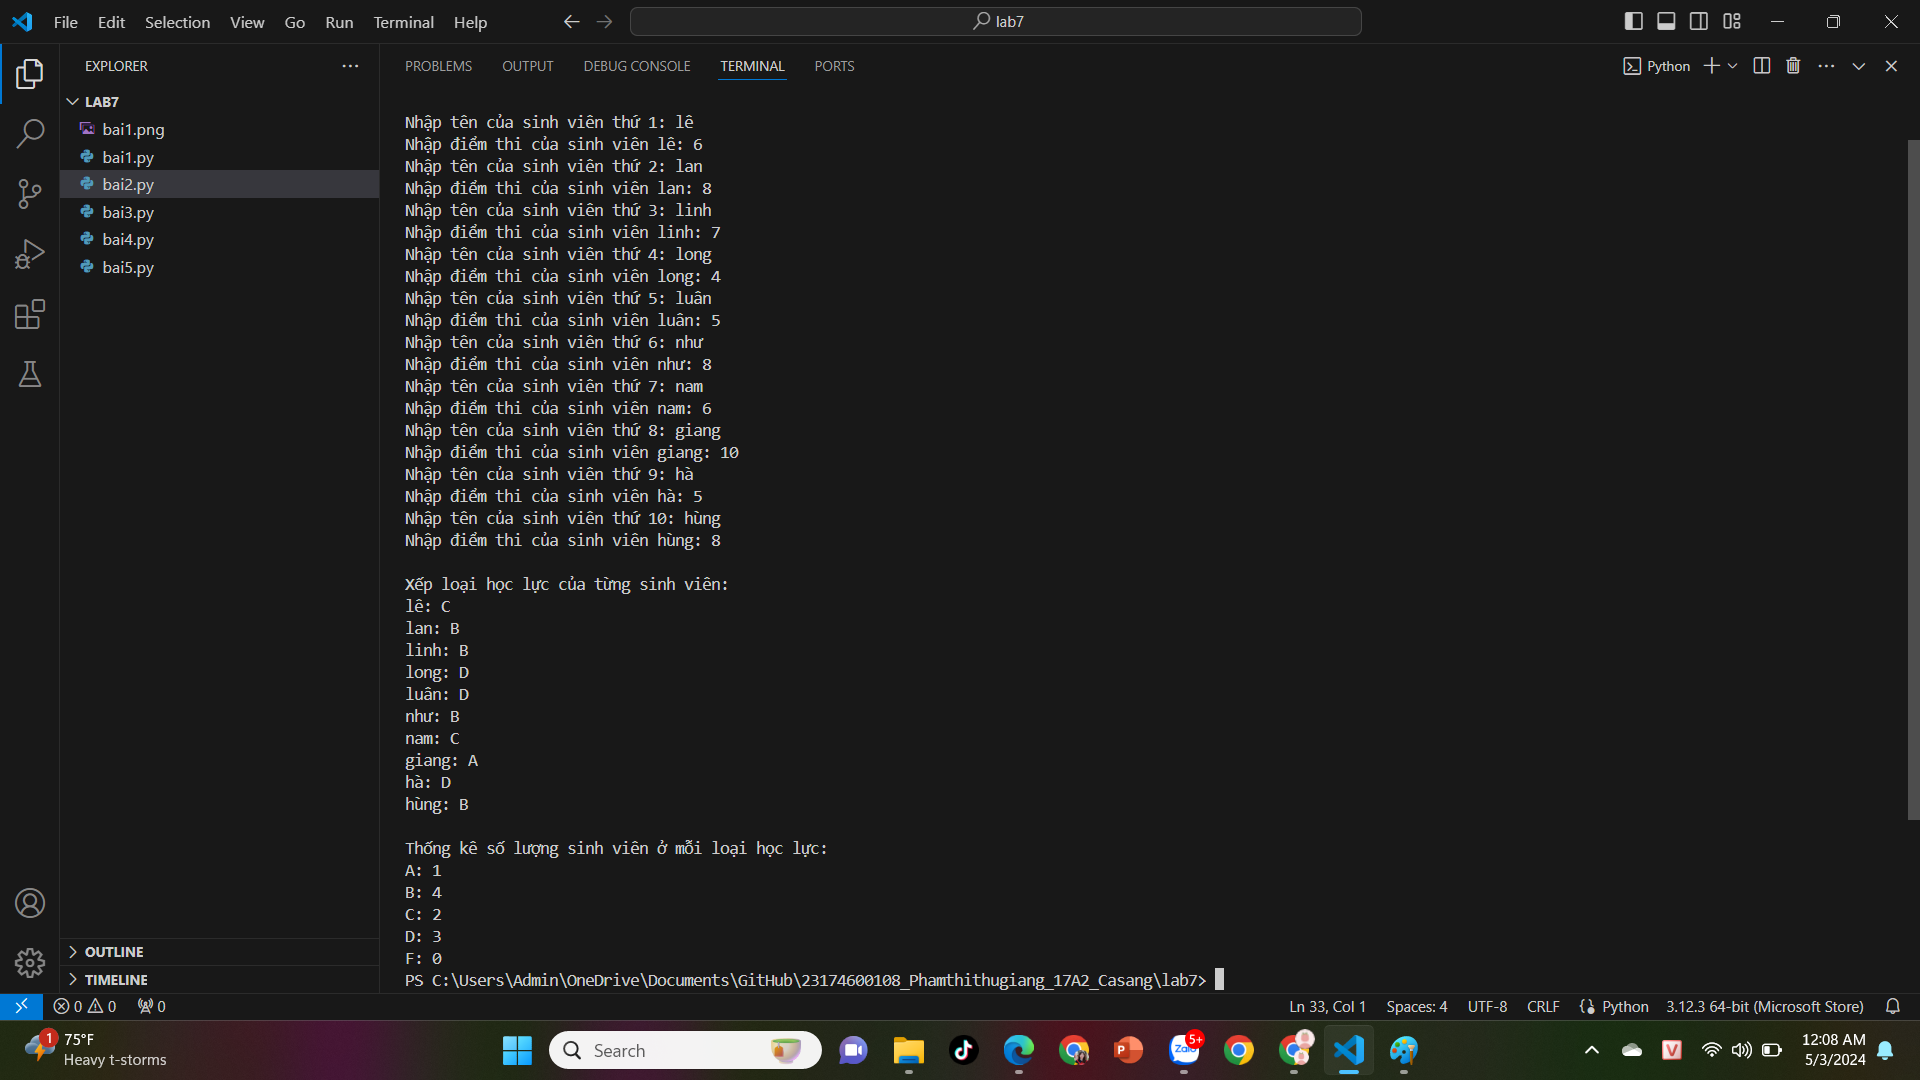 File Edit Selection View Go Run Terminal Help
lab7
EXPLORER
PROBLEMS OUTPUT DEBUG CONSOLE TERMINAL PORTS
Python
LAB7
bai1.png
bai1.py
bai2.py
bai3.py
bai4.py
bai5.py
Nhập tên của sinh viên thứ 1: lê
Nhập điểm thi của sinh viên lê: 6
Nhập tên của sinh viên thứ 2: lan
Nhập điểm thi của sinh viên lan: 8
Nhập tên của sinh viên thứ 3: linh
Nhập điểm thi của sinh viên linh: 7
Nhập tên của sinh viên thứ 4: long
Nhập điểm thi của sinh viên long: 4
Nhập tên của sinh viên thứ 5: luân
Nhập điểm thi của sinh viên luân: 5
Nhập tên của sinh viên thứ 6: như
Nhập điểm thi của sinh viên như: 8
Nhập tên của sinh viên thứ 7: nam
Nhập điểm thi của sinh viên nam: 6
Nhập tên của sinh viên thứ 8: giang
Nhập điểm thi của sinh viên giang: 10
Nhập tên của sinh viên thứ 9: hà
Nhập điểm thi của sinh viên hà: 5
Nhập tên của sinh viên thứ 10: hùng
Nhập điểm thi của sinh viên hùng: 8
Xếp loại học lực của từng sinh viên:
lê: C
lan: B
linh: B
long: D
luân: D
như: B
nam: C
giang: A
hà: D
hùng: B
Thống kê số lượng sinh viên ở mỗi loại học lực:
A: 1
B: 4
C: 2
D: 3
F: 0
PS C:\Users\Admin\OneDrive\Documents\GitHub\23174600108_Phamthithugiang_17A2_Casang\lab7>
OUTLINE
TIMELINE
0 0 0
Ln 33, Col 1 Spaces: 4 UTF-8 CRLF Python 3.12.3 64-bit (Microsoft Store)
1
75°F
Heavy t-storms
Search
Zalo
5+
P
V
12:08 AM
5/3/2024